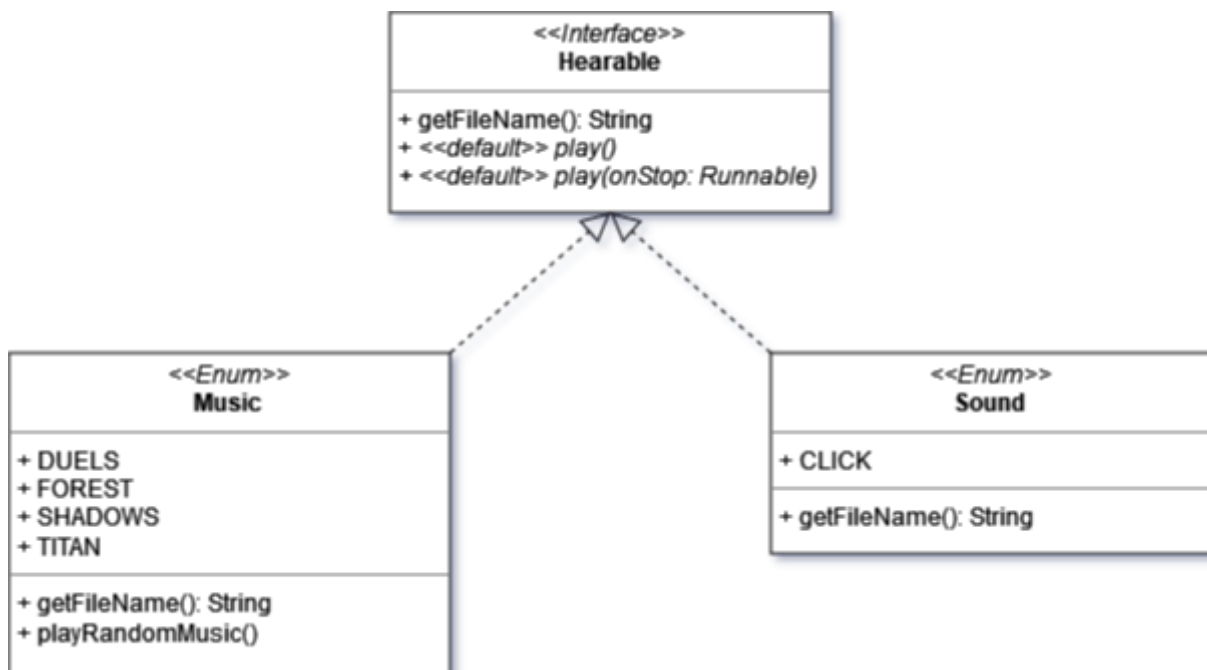 <<Interface>>
Hearable
+ getFileName(): String
+ <<default>> play()
+ <<default>> play(onStop: Runnable)
<<Enum>>
Music
+ DUELS
+ FOREST
+ SHADOWS
+ TITAN
+ getFileName(): String
+ playRandomMusic()
<<Enum>>
Sound
+ CLICK
+ getFileName(): String